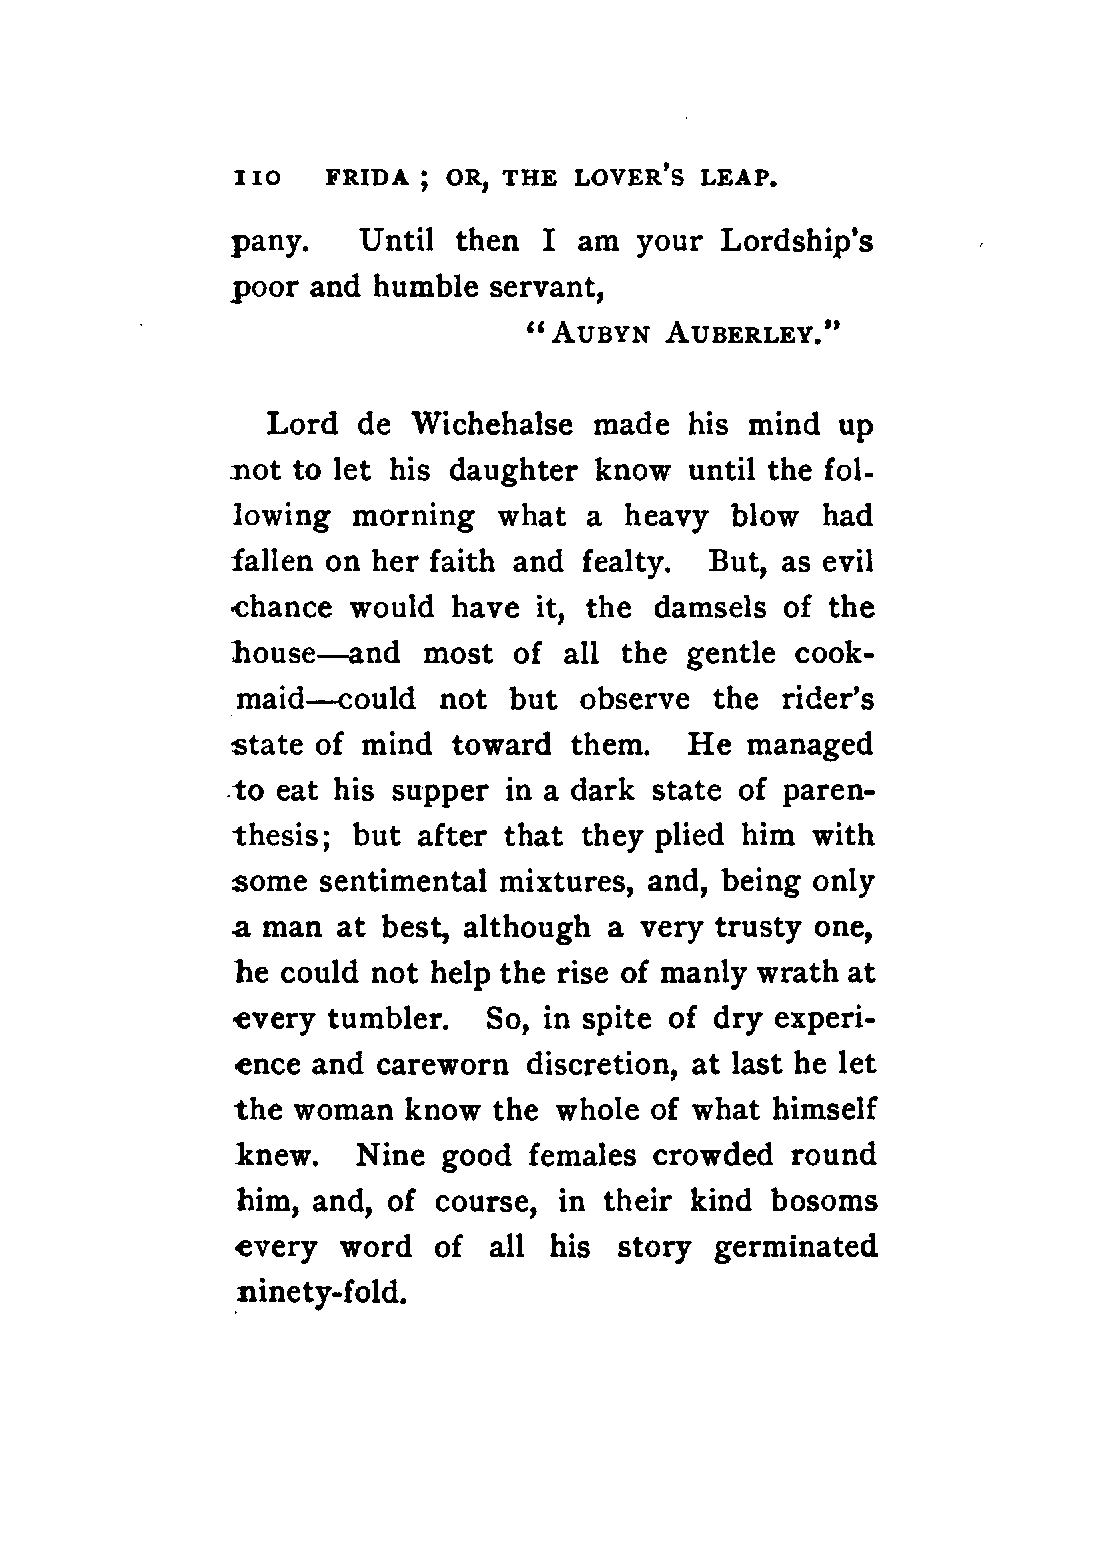 110 FRIDA ; OR, THE LOVER'S LEAP.
pany. Until then I am your Lordship's
poor and humble servant,
"AUBYN AUBERLEY."
Lord de Wichehalse made his mind up
not to let his daughter know until the fol-
lowing morning what a heavy blow had
fallen on her faith and fealty. But, as evil
chance would have it, the damsels of the
house—and most of all the gentle cook-
maid—could not but observe the rider's
state of mind toward them. He managed
to eat his supper in a dark state of paren-
thesis; but after that they plied him with
some sentimental mixtures, and, being only
a man at best, although a very trusty one,
he could not help the rise of manly wrath at
every tumbler. So, in spite of dry experi-
ence and careworn discretion, at last he let
the woman know the whole of what himself
knew. Nine good females crowded round
him, and, of course, in their kind bosoms
every word of all his story germinated
ninety-fold.